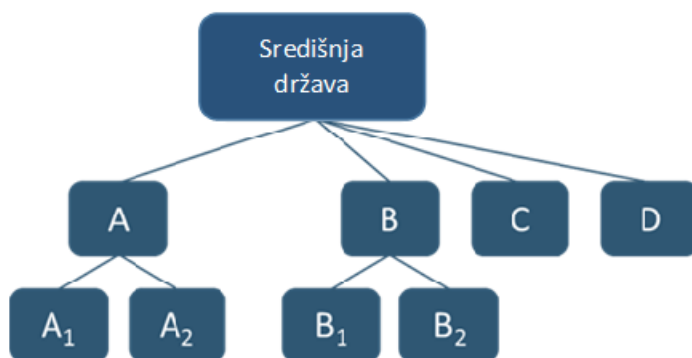 Središnja
država
A
B
C
D
A₁
A₂
B₁
B₂